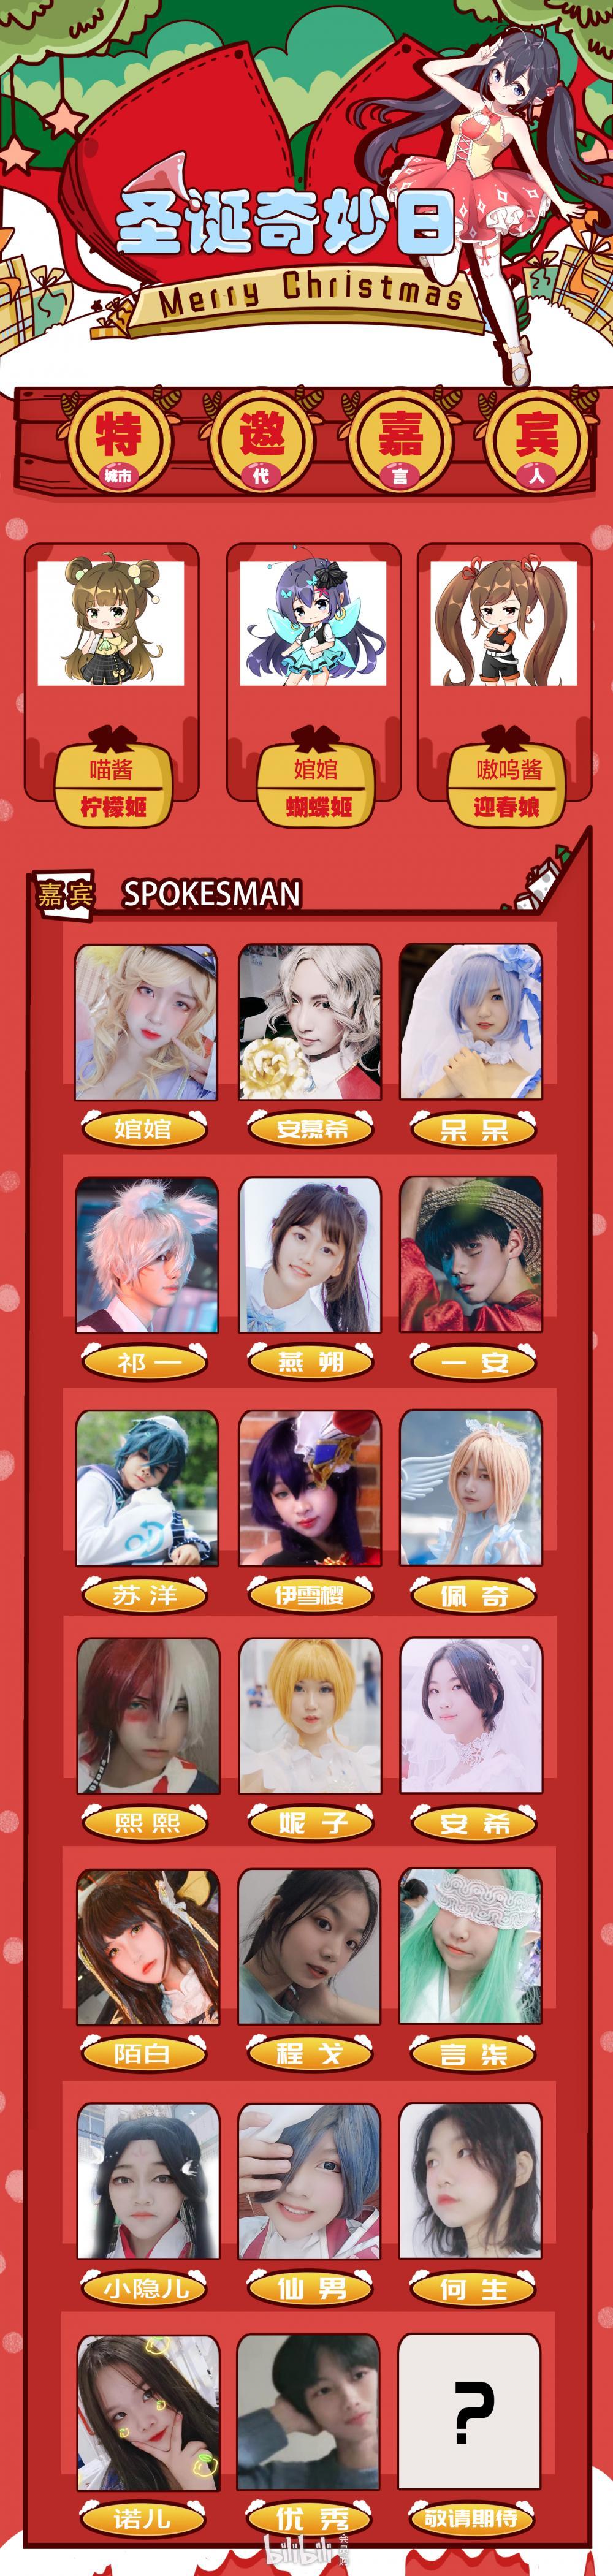 圣诞奇妙日
Merry Christmas
特 邀 嘉 宾
城市 代 言 人
喵酱 婠婠 嗷呜酱
柠檬姬 蝴蝶姬 迎春娘
嘉宾 SPOKESMAN
婠婠 安慕希 呆呆
祁一 燕朔 一安
苏洋 伊雪樱 佩奇
熙熙 妮子 安希
陌白 程戈 言柒
小隐儿 仙男 何生
?
诺儿 优秀 敬请期待
bilibili 会员购